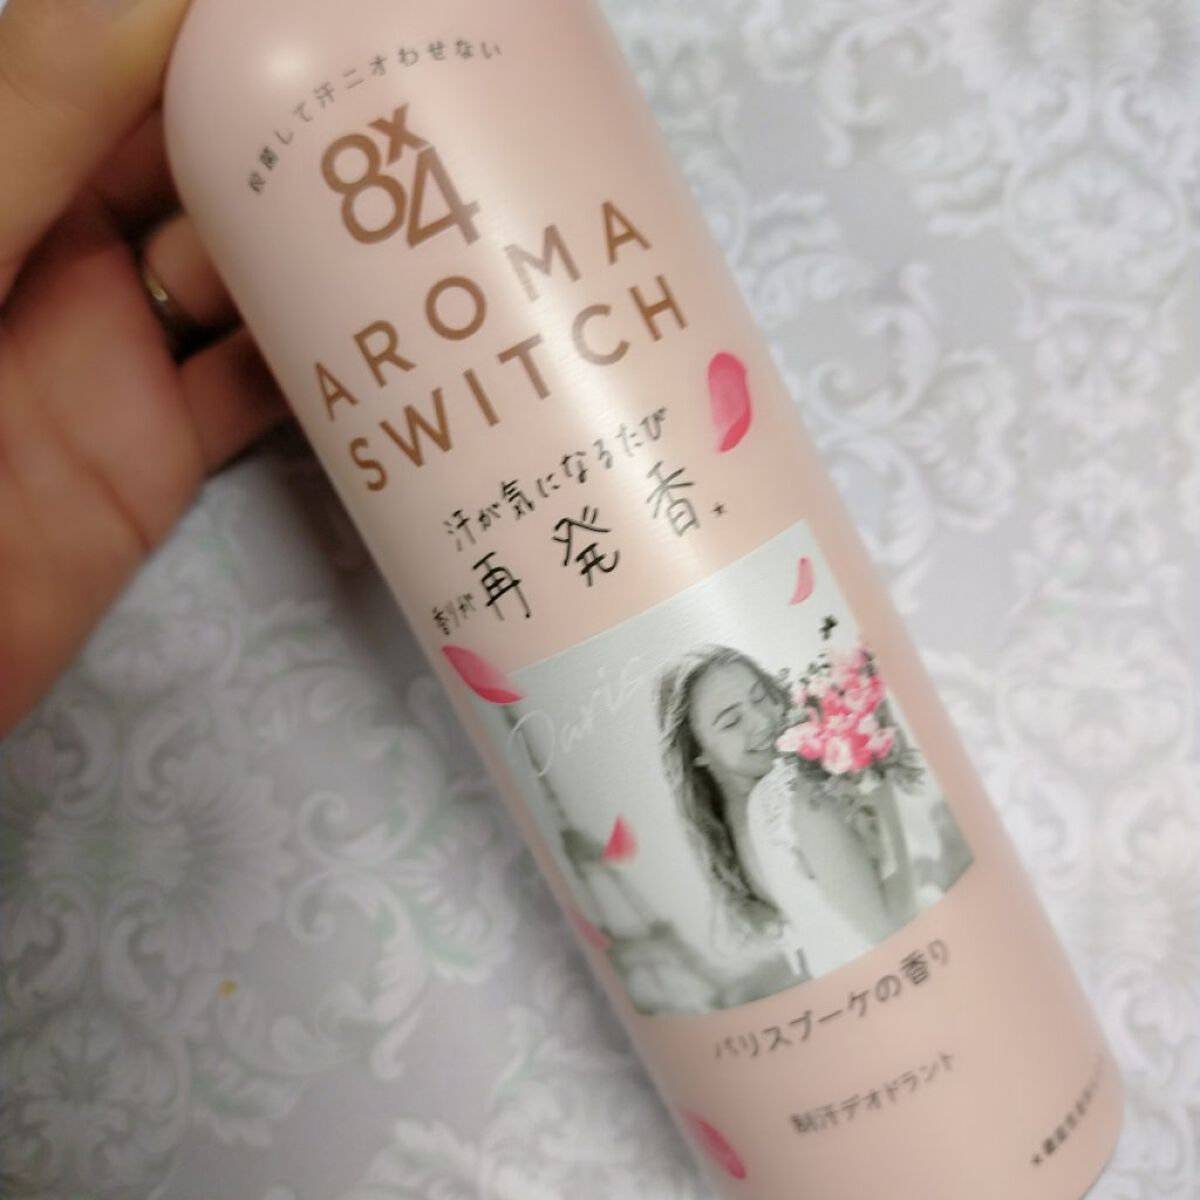 殺菌して汗ニオわせない
8x4
AROMA
SWITCH
汗が気になるたび
香りが再発香*
Paris
パリスブーケの香り
制汗デオドラント